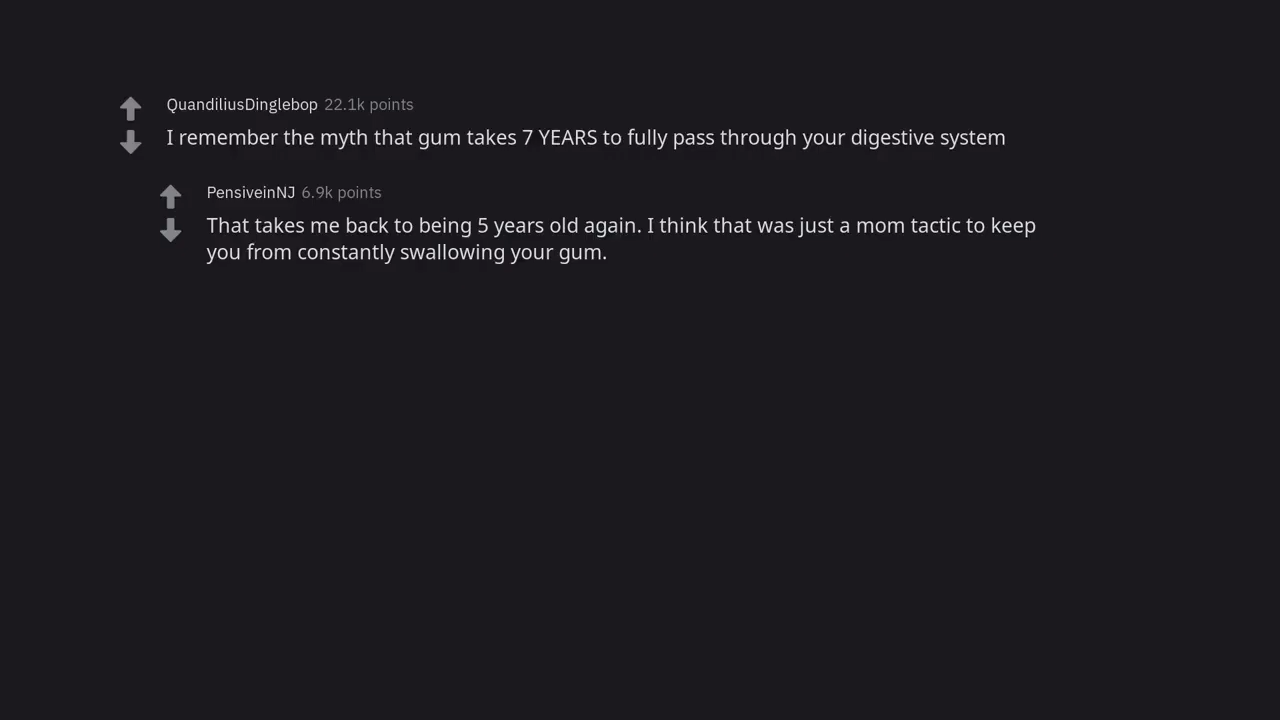 QuandiliusDinglebop 22.1k points
I remember the myth that gum takes 7 YEARS to fully pass through your digestive system
PensiveinNJ 6.9k points
That takes me back to being 5 years old again. I think that was just a mom tactic to keep
you from constantly swallowing your gum.